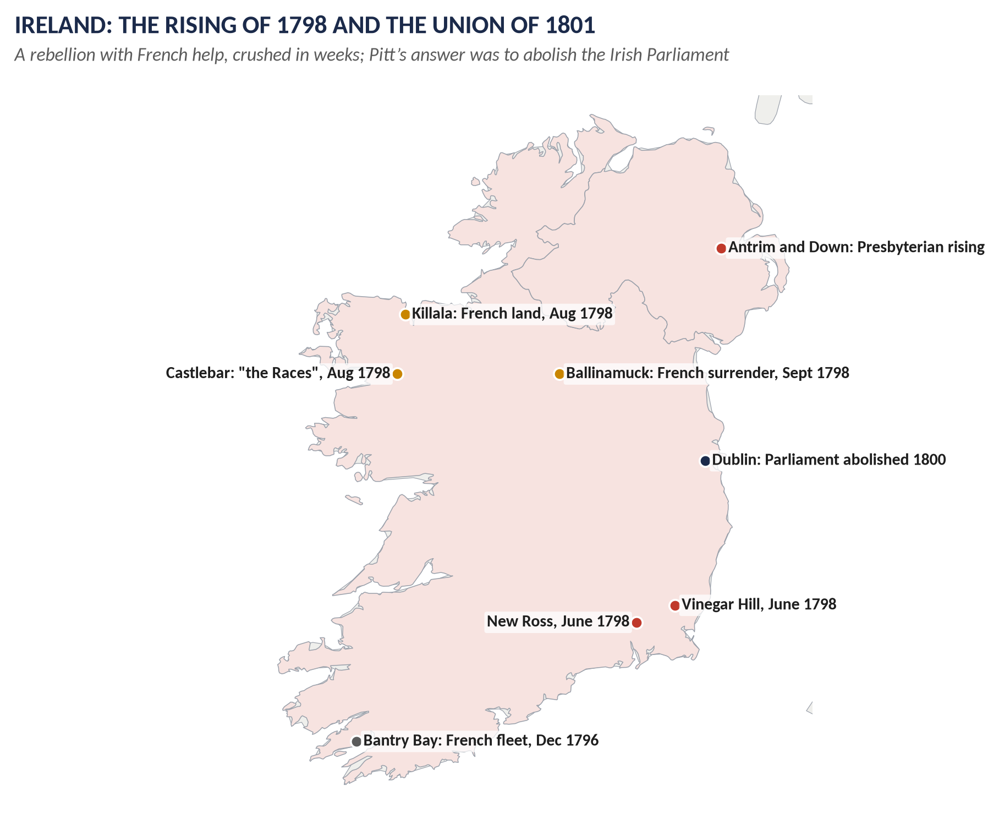 IRELAND: THE RISING OF 1798 AND THE UNION OF 1801
A rebellion with French help, crushed in weeks; Pitt’s answer was to abolish the Irish Parliament
Antrim and Down: Presbyterian rising
Killala: French land, Aug 1798
Castlebar: "the Races", Aug 1798
Ballinamuck: French surrender, Sept 1798
Dublin: Parliament abolished 1800
Vinegar Hill, June 1798
New Ross, June 1798
Bantry Bay: French fleet, Dec 1796